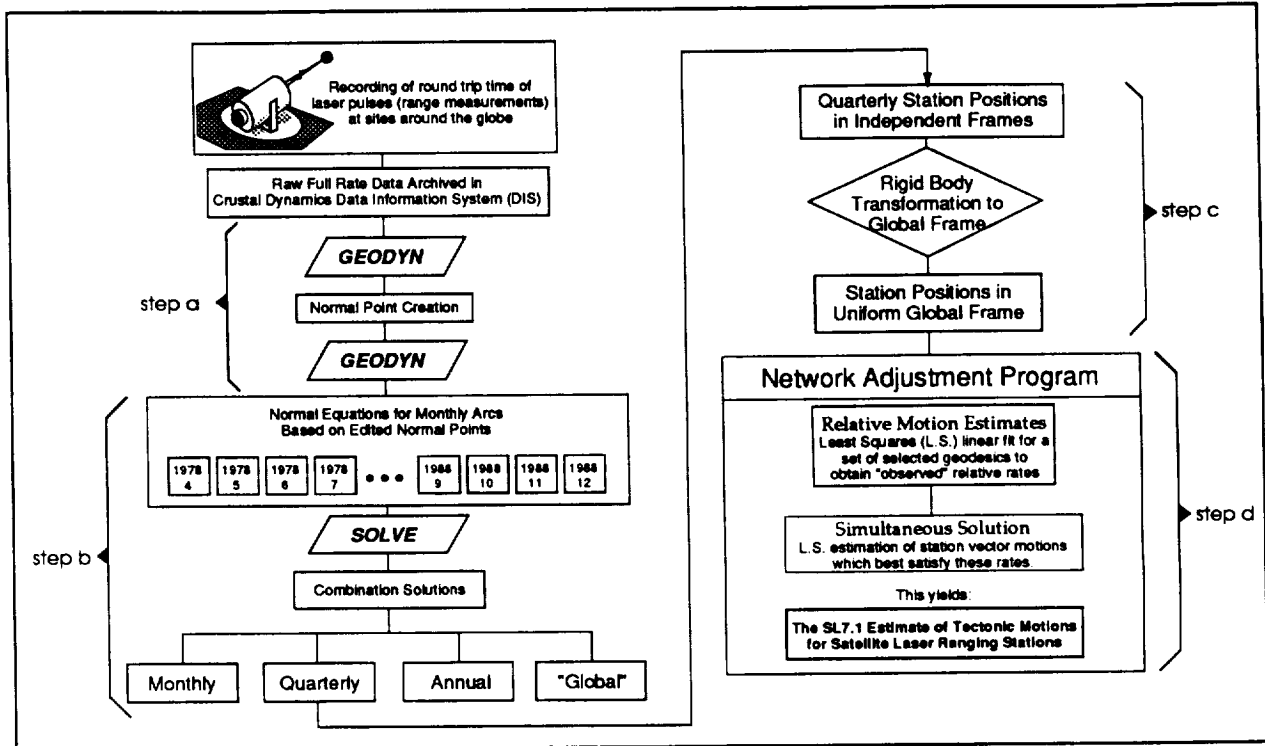 Recording of round trip time of
laser pulses (range measurements)
at sites around the globe
Raw Full Rate Data Archived in
Crustal Dynamics Data Information System (DIS)
step a
GEODYN
Normal Point Creation
GEODYN
step b
Normal Equations for Monthly Arcs
Based on Edited Normal Points
1978 1978 1978 1978 ••• 1988 1988 1988 1988
4 5 6 7 9 10 11 12
SOLVE
Combination Solutions
Monthly Quarterly Annual "Global"
Quarterly Station Positions
in Independent Frames
Rigid Body
Transformation to
Global Frame
Station Positions in
Uniform Global Frame
step c
Network Adjustment Program
Relative Motion Estimates
Least Squares (L.S.) linear fit for a
set of selected geodesics to
obtain "observed" relative rates
Simultaneous Solution
L.S. estimation of station vector motions
which best satisfy these rates.
This yields:
The SL7.1 Estimate of Tectonic Motions
for Satellite Laser Ranging Stations
step d